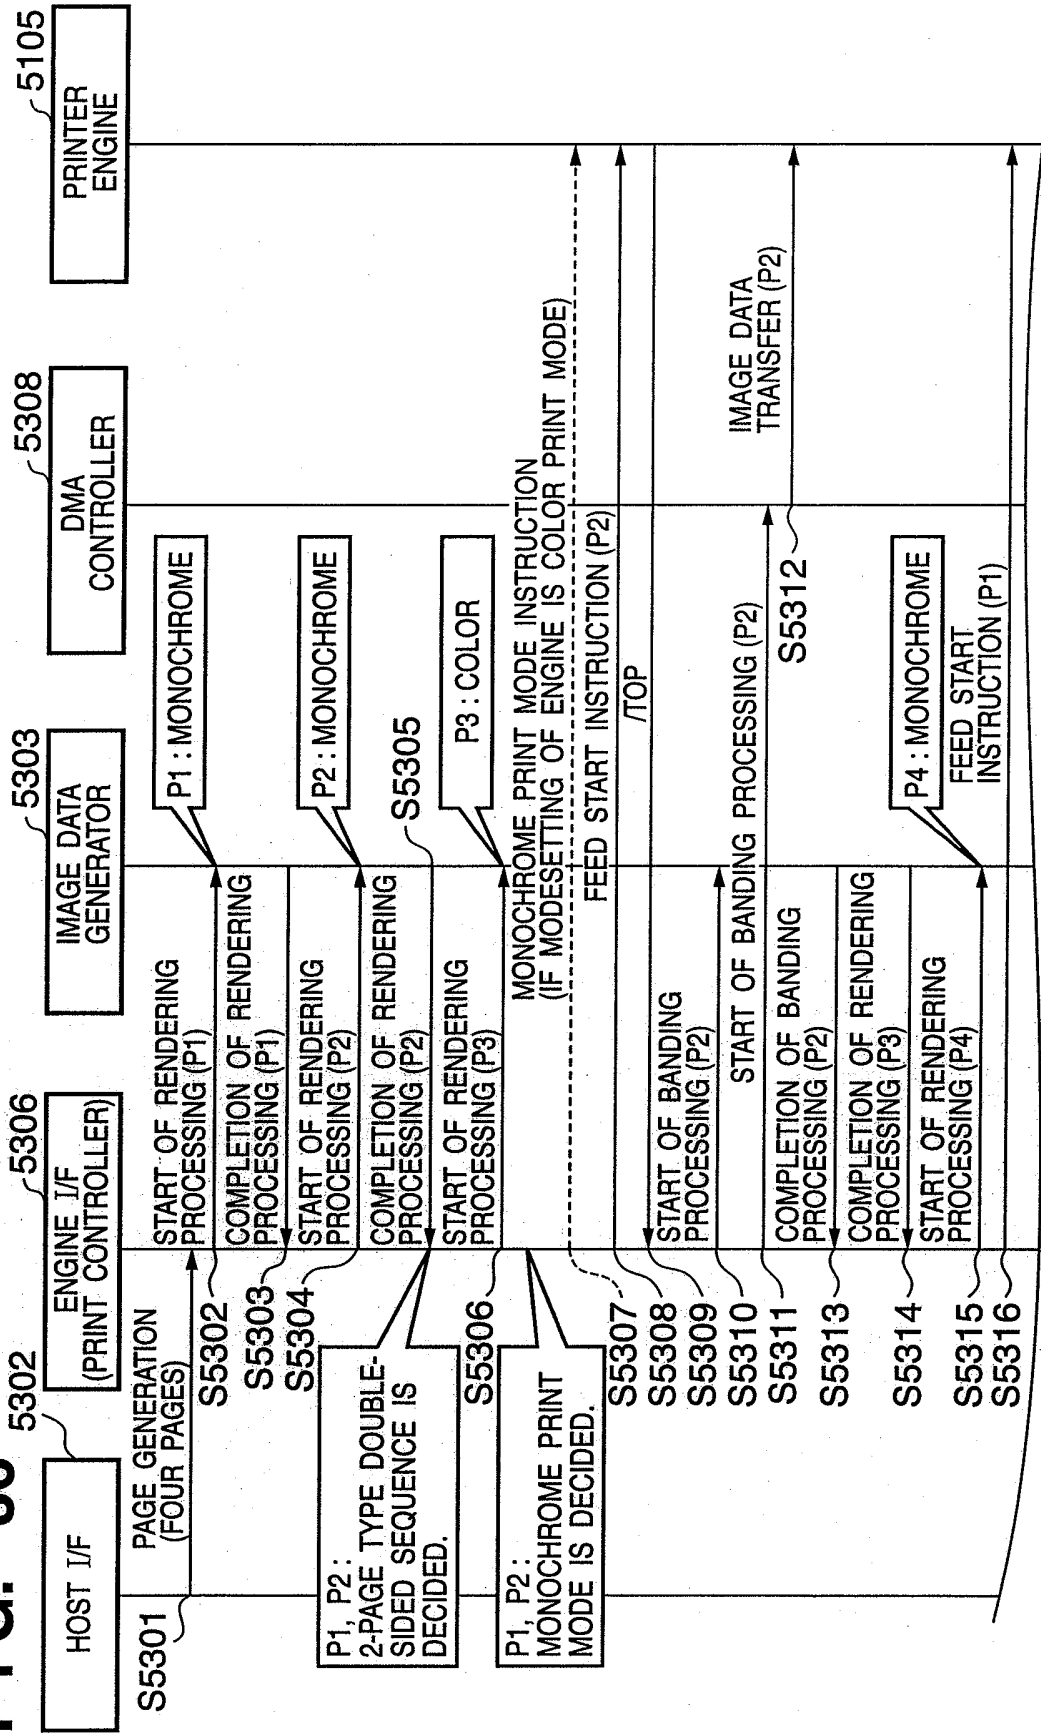 FIG.
HOST I/F
5302
ENGINE I/F
(PRINT CONTROLLER)
5306
IMAGE DATA
GENERATOR
5303
DMA
CONTROLLER
5308
PRINTER
ENGINE
5105
S5301
PAGE GENERATION
(FOUR PAGES)
START OF RENDERING
PROCESSING (P1)
S5302
P1 : MONOCHROME
COMPLETION OF RENDERING
PROCESSING (P1)
S5303
START OF RENDERING
PROCESSING (P2)
S5304
P2 : MONOCHROME
COMPLETION OF RENDERING
PROCESSING (P2)
S5305
P1, P2 :
2-PAGE TYPE DOUBLE-
SIDED SEQUENCE IS
DECIDED.
START OF RENDERING
PROCESSING (P3)
S5306
P3 : COLOR
P1, P2 :
MONOCHROME PRINT
MODE IS DECIDED.
MONOCHROME PRINT MODE INSTRUCTION
(IF MODESETTING OF ENGINE IS COLOR PRINT MODE)
S5307
FEED START INSTRUCTION (P2)
S5308
/TOP
S5309
START OF BANDING
PROCESSING (P2)
S5310
START OF BANDING PROCESSING (P2)
S5311
IMAGE DATA
TRANSFER (P2)
S5312
COMPLETION OF BANDING
PROCESSING (P2)
S5313
COMPLETION OF RENDERING
PROCESSING (P3)
S5314
START OF RENDERING
PROCESSING (P4)
S5315
P4 : MONOCHROME
FEED START
INSTRUCTION (P1)
S5316